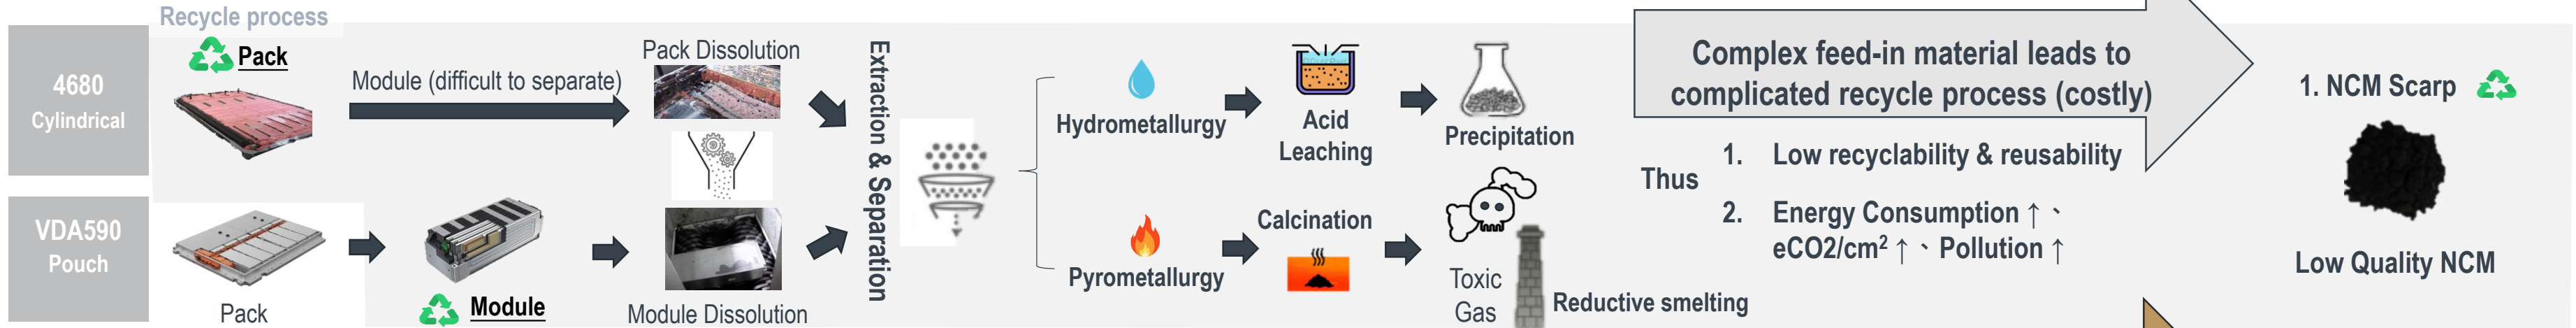 Recycle process
4680
Cylindrical
Pack
Module (difficult to separate)
Pack Dissolution
VDA590
Pouch
Pack
Module
Module Dissolution
Extraction & Separation
Hydrometallurgy
Acid
Leaching
Precipitation
Pyrometallurgy
Calcination
Toxic
Gas
Reductive smelting
Complex feed-in material leads to
complicated recycle process (costly)
Thus
1. Low recyclability & reusability
2. Energy Consumption ↑、
eCO2/cm² ↑、Pollution ↑
1. NCM Scarp
Low Quality NCM